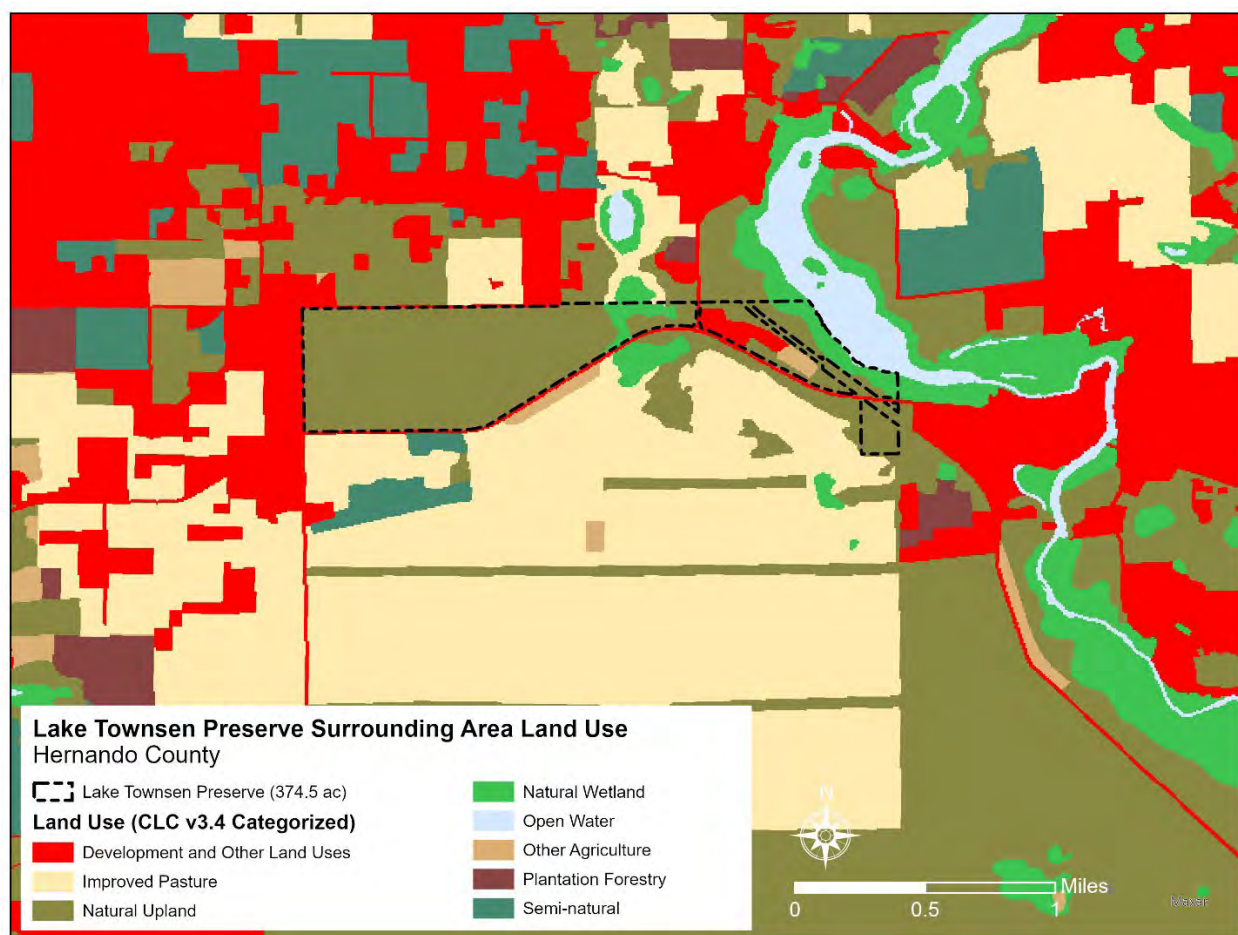 Lake Townsen Preserve Surrounding Area Land Use
Hernando County
Lake Townsen Preserve (374.5 ac)
Land Use (CLC v3.4 Categorized)
Development and Other Land Uses
Improved Pasture
Natural Upland
Natural Wetland
Open Water
Other Agriculture
Plantation Forestry
Semi-natural
N
Miles
0 0.5 1
Maxar